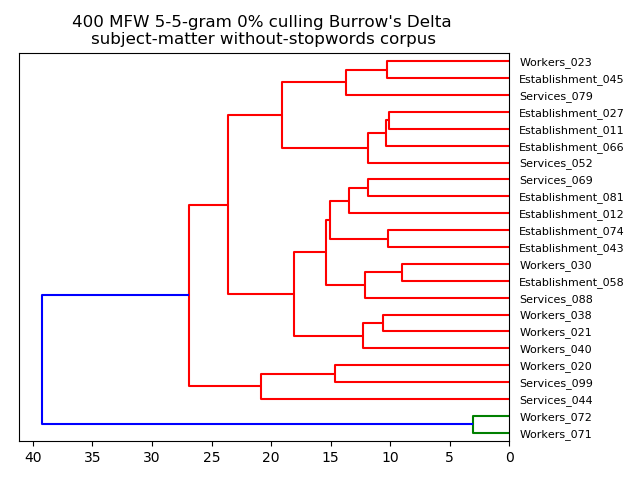 400 MFW 5-5-gram 0% culling Burrow's Delta
subject-matter without-stopwords corpus
Workers_023
Establishment_045
Services_079
Establishment_027
Establishment_011
Establishment_066
Services_052
Services_069
Establishment_081
Establishment_012
Establishment_074
Establishment_043
Workers_030
Establishment_058
Services_088
Workers_038
Workers_021
Workers_040
Workers_020
Services_099
Services_044
Workers_072
Workers_071
40 35 30 25 20 15 10 5 0